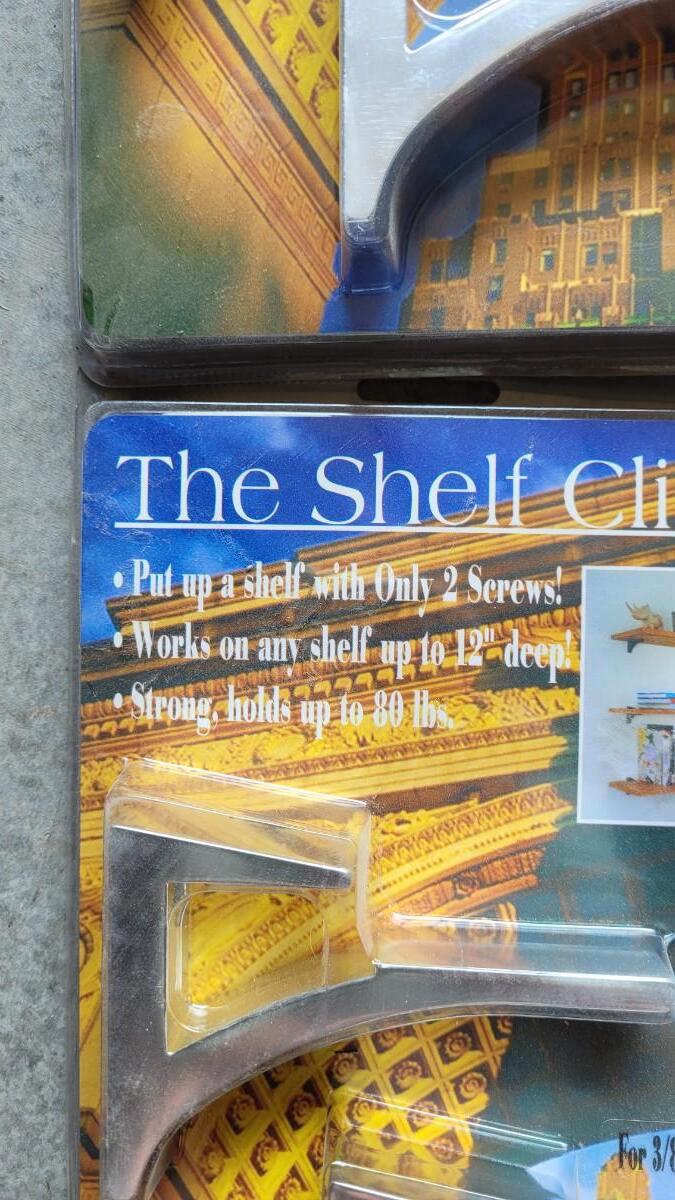 The Shelf Cli
• Put up a shelf with Only 2 Screws!
• Works on any shelf up to 12" deep!
• Strong, holds up to 80 lbs.
For 3/8